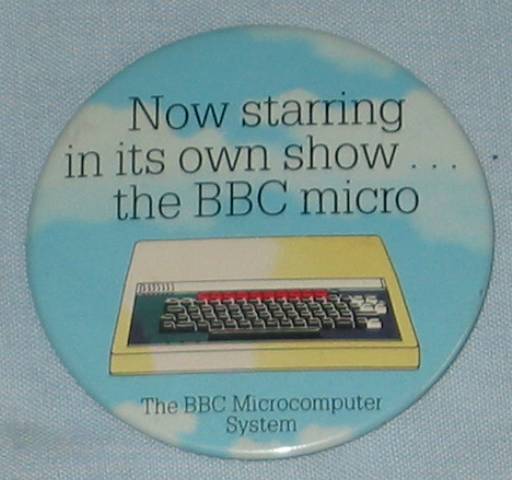 Now starring
in its own show...
the BBC micro
The BBC Microcomputer
System